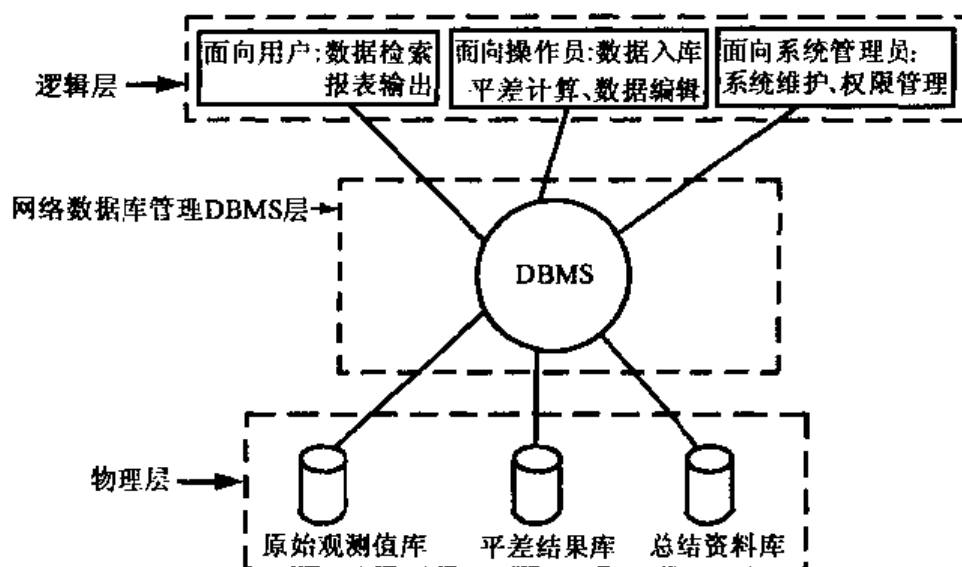 面向用户:数据检索
报表输出
面向操作员:数据入库
平差计算、数据编辑
面向系统管理员:
系统维护、权限管理
逻辑层
网络数据库管理DBMS层
DBMS
物理层
原始观测值库
平差结果库
总结资料库